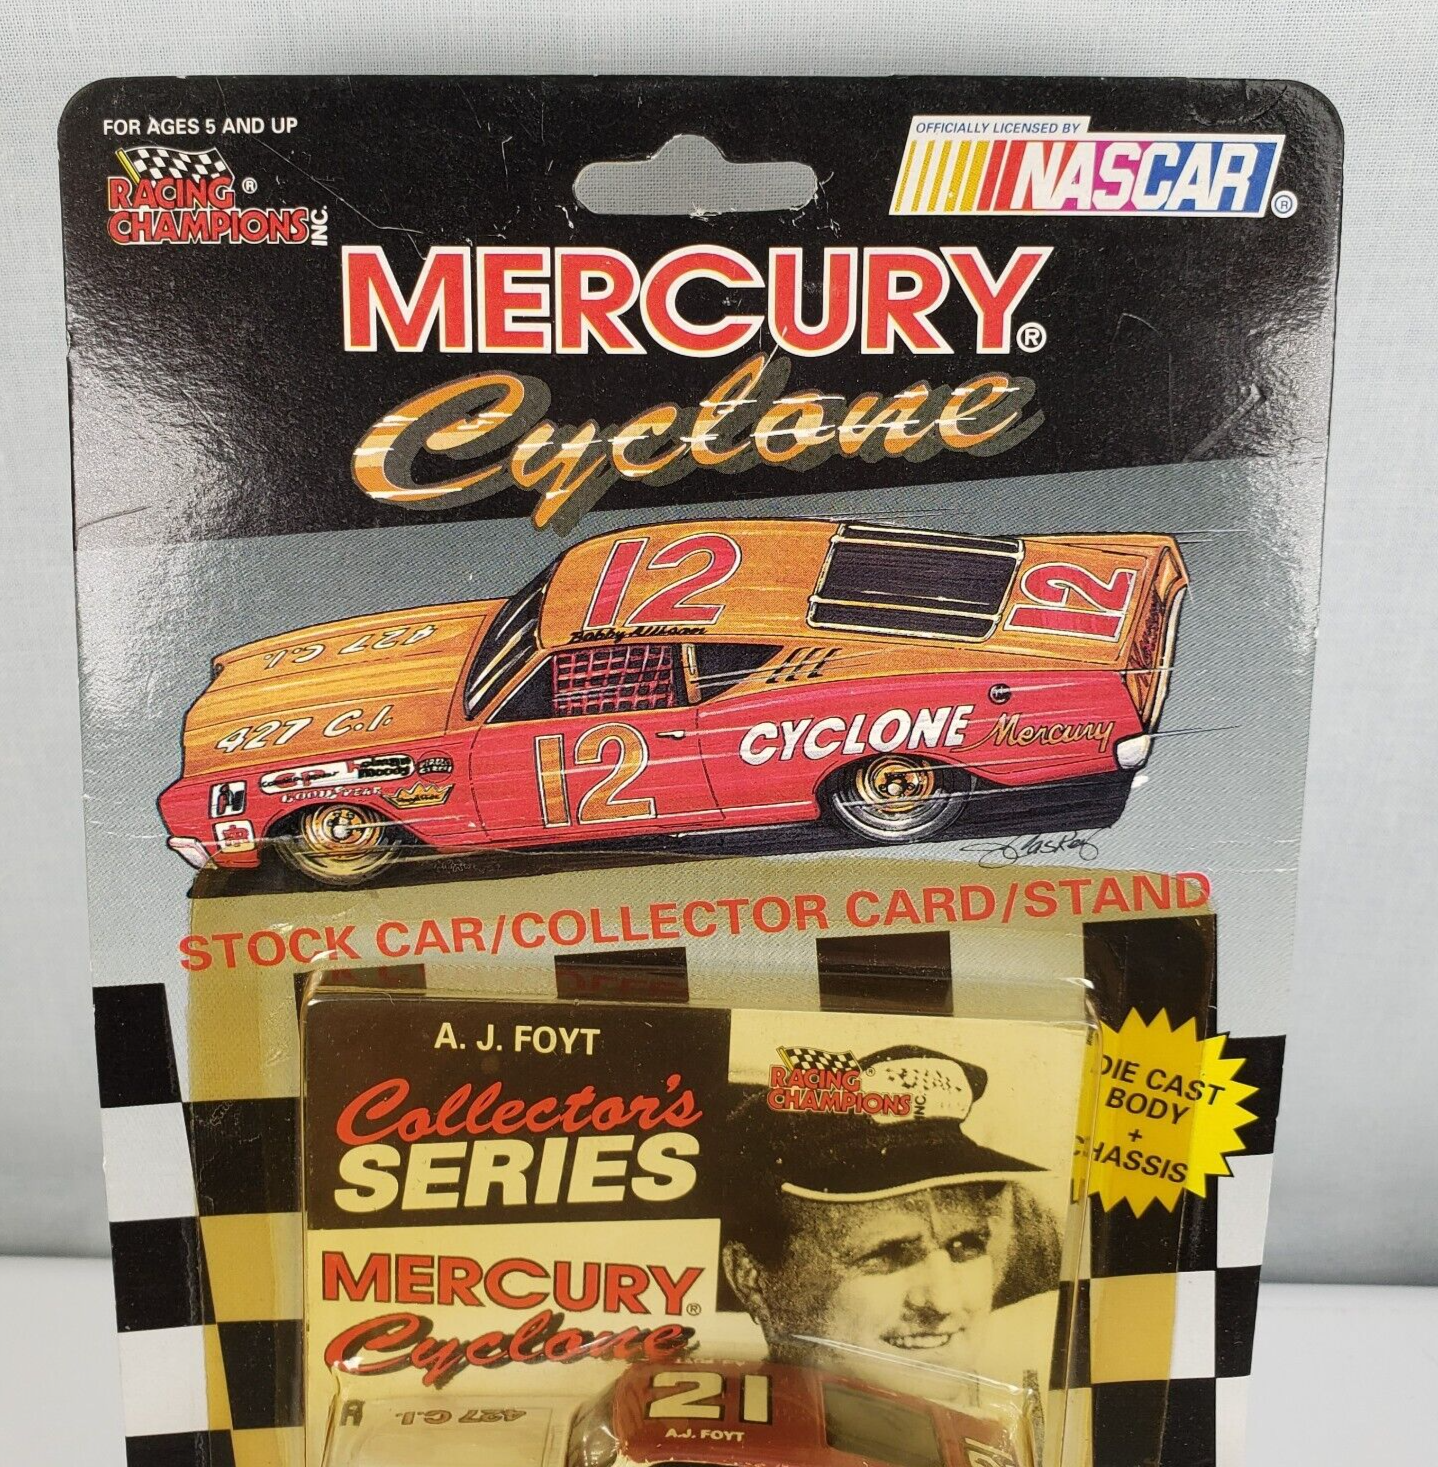 FOR AGES 5 AND UP
RACING ®
CHAMPIONS INC.
OFFICIALLY LICENSED BY
NASCAR ®
MERCURY®
Cyclone
12
12
Bobby Allison
427 C.I.
427 C.I.
12
CYCLONE Mercury
GOODYEAR
STOCK CAR/COLLECTOR CARD/STAND
A. J. FOYT
Collector's
SERIES
RACING ®
CHAMPIONS INC.
DIE CAST
BODY
+
CHASSIS
MERCURY®
Cyclone
427 C.I.
21
A.J. FOYT
21